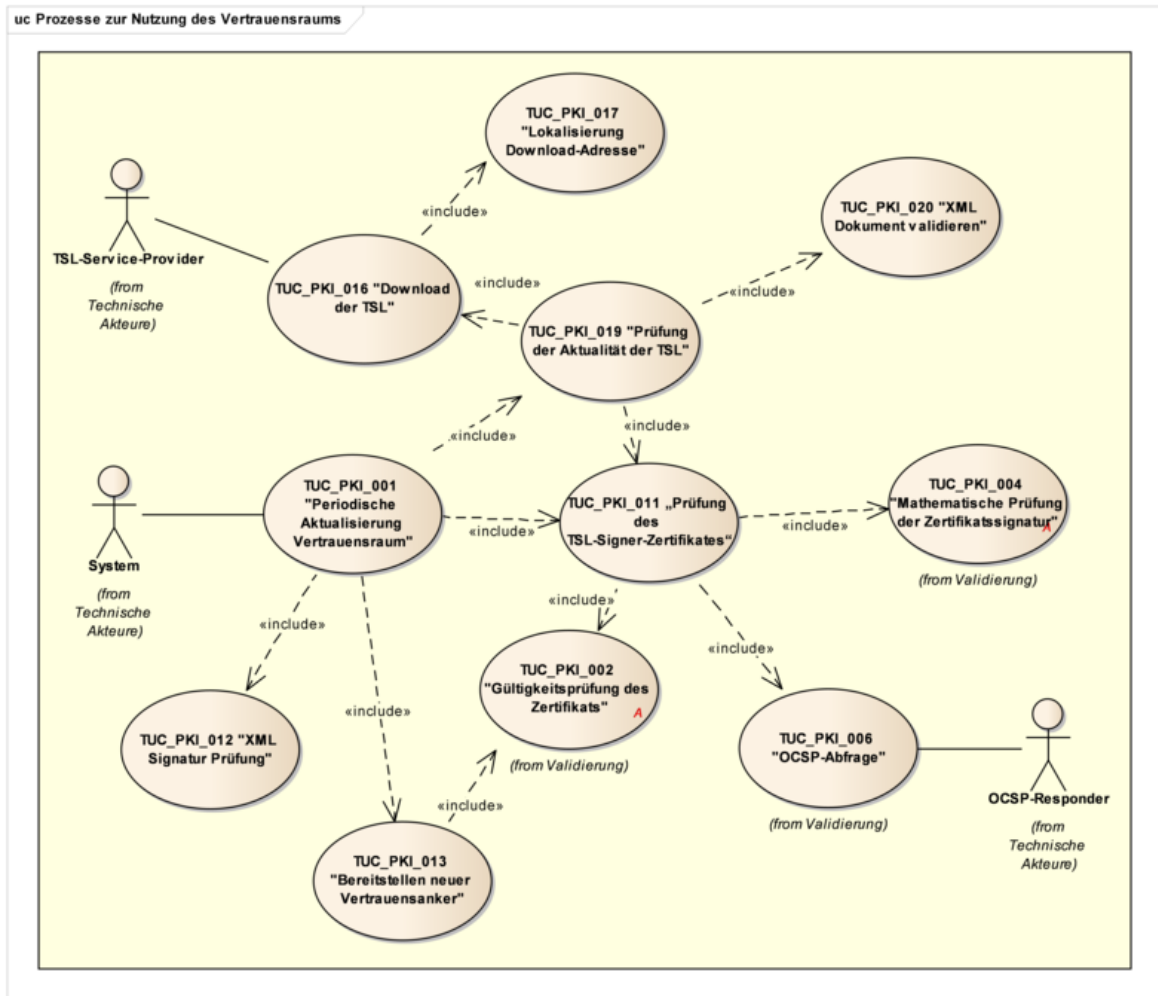 uc Prozesse zur Nutzung des Vertrauensraums
TUC_PKI_017
"Lokalisierung
Download-Adresse"
«include»
TUC_PKI_020 "XML
Dokument validieren"
«include»
TSL-Service-Provider
(from
Technische
Akteure)
TUC_PKI_016 "Download
der TSL"
«include»
TUC_PKI_019 "Prüfung
der Aktualität der TSL"
«include»
«include»
System
(from
Technische
Akteure)
TUC_PKI_001
"Periodische
Aktualisierung
Vertrauensraum"
«include»
TUC_PKI_011 „Prüfung
des
TSL-Signer-Zertifikates“
«include»
TUC_PKI_004
"Mathematische Prüfung
der Zertifikatssignatur"
A
(from Validierung)
«include»
«include»
«include»
«include»
TUC_PKI_002
"Gültigkeitsprüfung des
Zertifikats"
A
(from Validierung)
TUC_PKI_012 "XML
Signatur Prüfung"
TUC_PKI_006
"OCSP-Abfrage"
(from Validierung)
OCSP-Responder
(from
Technische
Akteure)
«include»
TUC_PKI_013
"Bereitstellen neuer
Vertrauensanker"